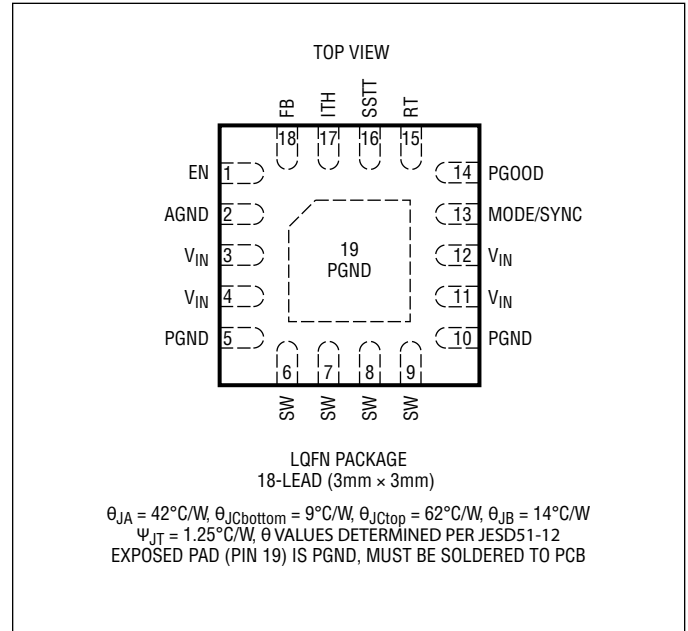 TOP VIEW
FB ITH SSTT RT
18 17 16 15
EN 1 14 PGOOD
AGND 2 13 MODE/SYNC
VIN 3 12 VIN
19
PGND
VIN 4 11 VIN
PGND 5 10 PGND
6 7 8 9
SW SW SW SW
LQFN PACKAGE
18-LEAD (3mm × 3mm)
θJA = 42°C/W, θJCbottom = 9°C/W, θJCtop = 62°C/W, θJB = 14°C/W
ΨJT = 1.25°C/W, θ VALUES DETERMINED PER JESD51-12
EXPOSED PAD (PIN 19) IS PGND, MUST BE SOLDERED TO PCB